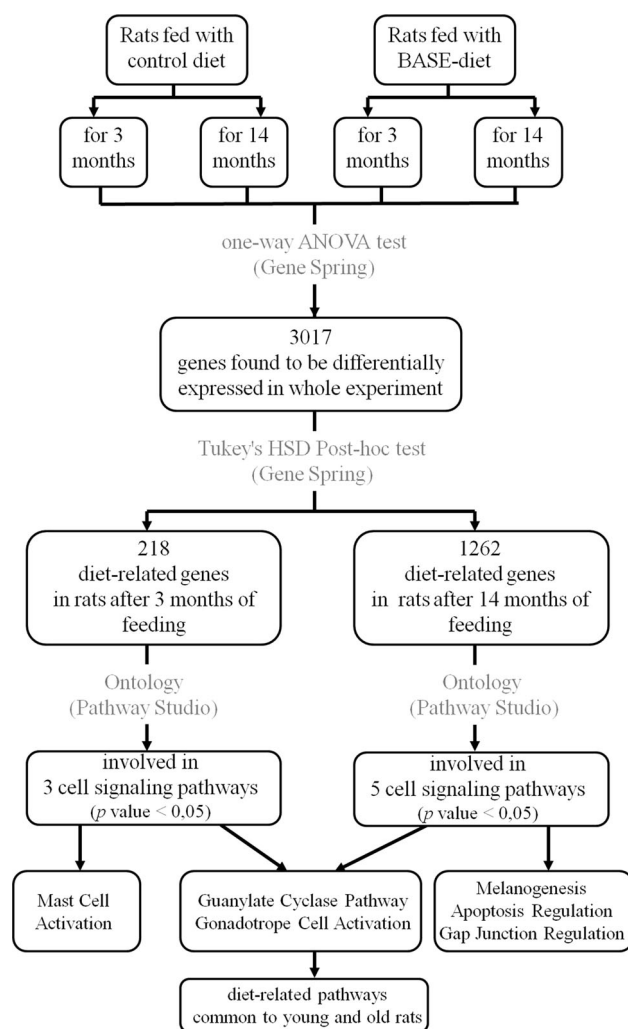 Rats fed with
control diet
Rats fed with
BASE-diet
for 3
months
for 14
months
for 3
months
for 14
months
one-way ANOVA test
(Gene Spring)
3017
genes found to be differentially
expressed in whole experiment
Tukey's HSD Post-hoc test
(Gene Spring)
218
diet-related genes
in rats after 3 months of
feeding
1262
diet-related genes
in rats after 14 months of
feeding
Ontology
(Pathway Studio)
Ontology
(Pathway Studio)
involved in
3 cell signaling pathways
(p value < 0,05)
involved in
5 cell signaling pathways
(p value < 0,05)
Mast Cell
Activation
Guanylate Cyclase Pathway
Gonadotrope Cell Activation
Melanogenesis
Apoptosis Regulation
Gap Junction Regulation
diet-related pathways
common to young and old rats